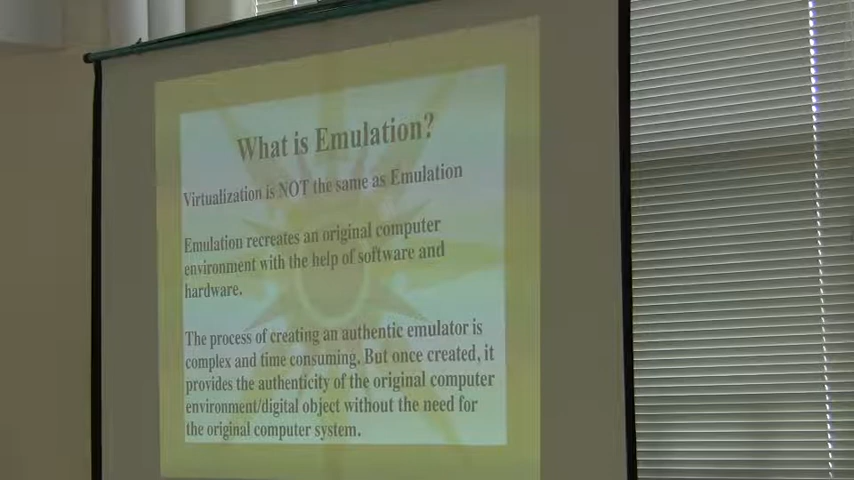 What is Emulation?
Virtualization is NOT the same as Emulation
Emulation recreates an original computer
environment with the help of software and
hardware.
The process of creating an authentic emulator is
complex and time consuming. But once created, it
provides the authenticity of the original computer
environment/digital object without the need for
the original computer system.